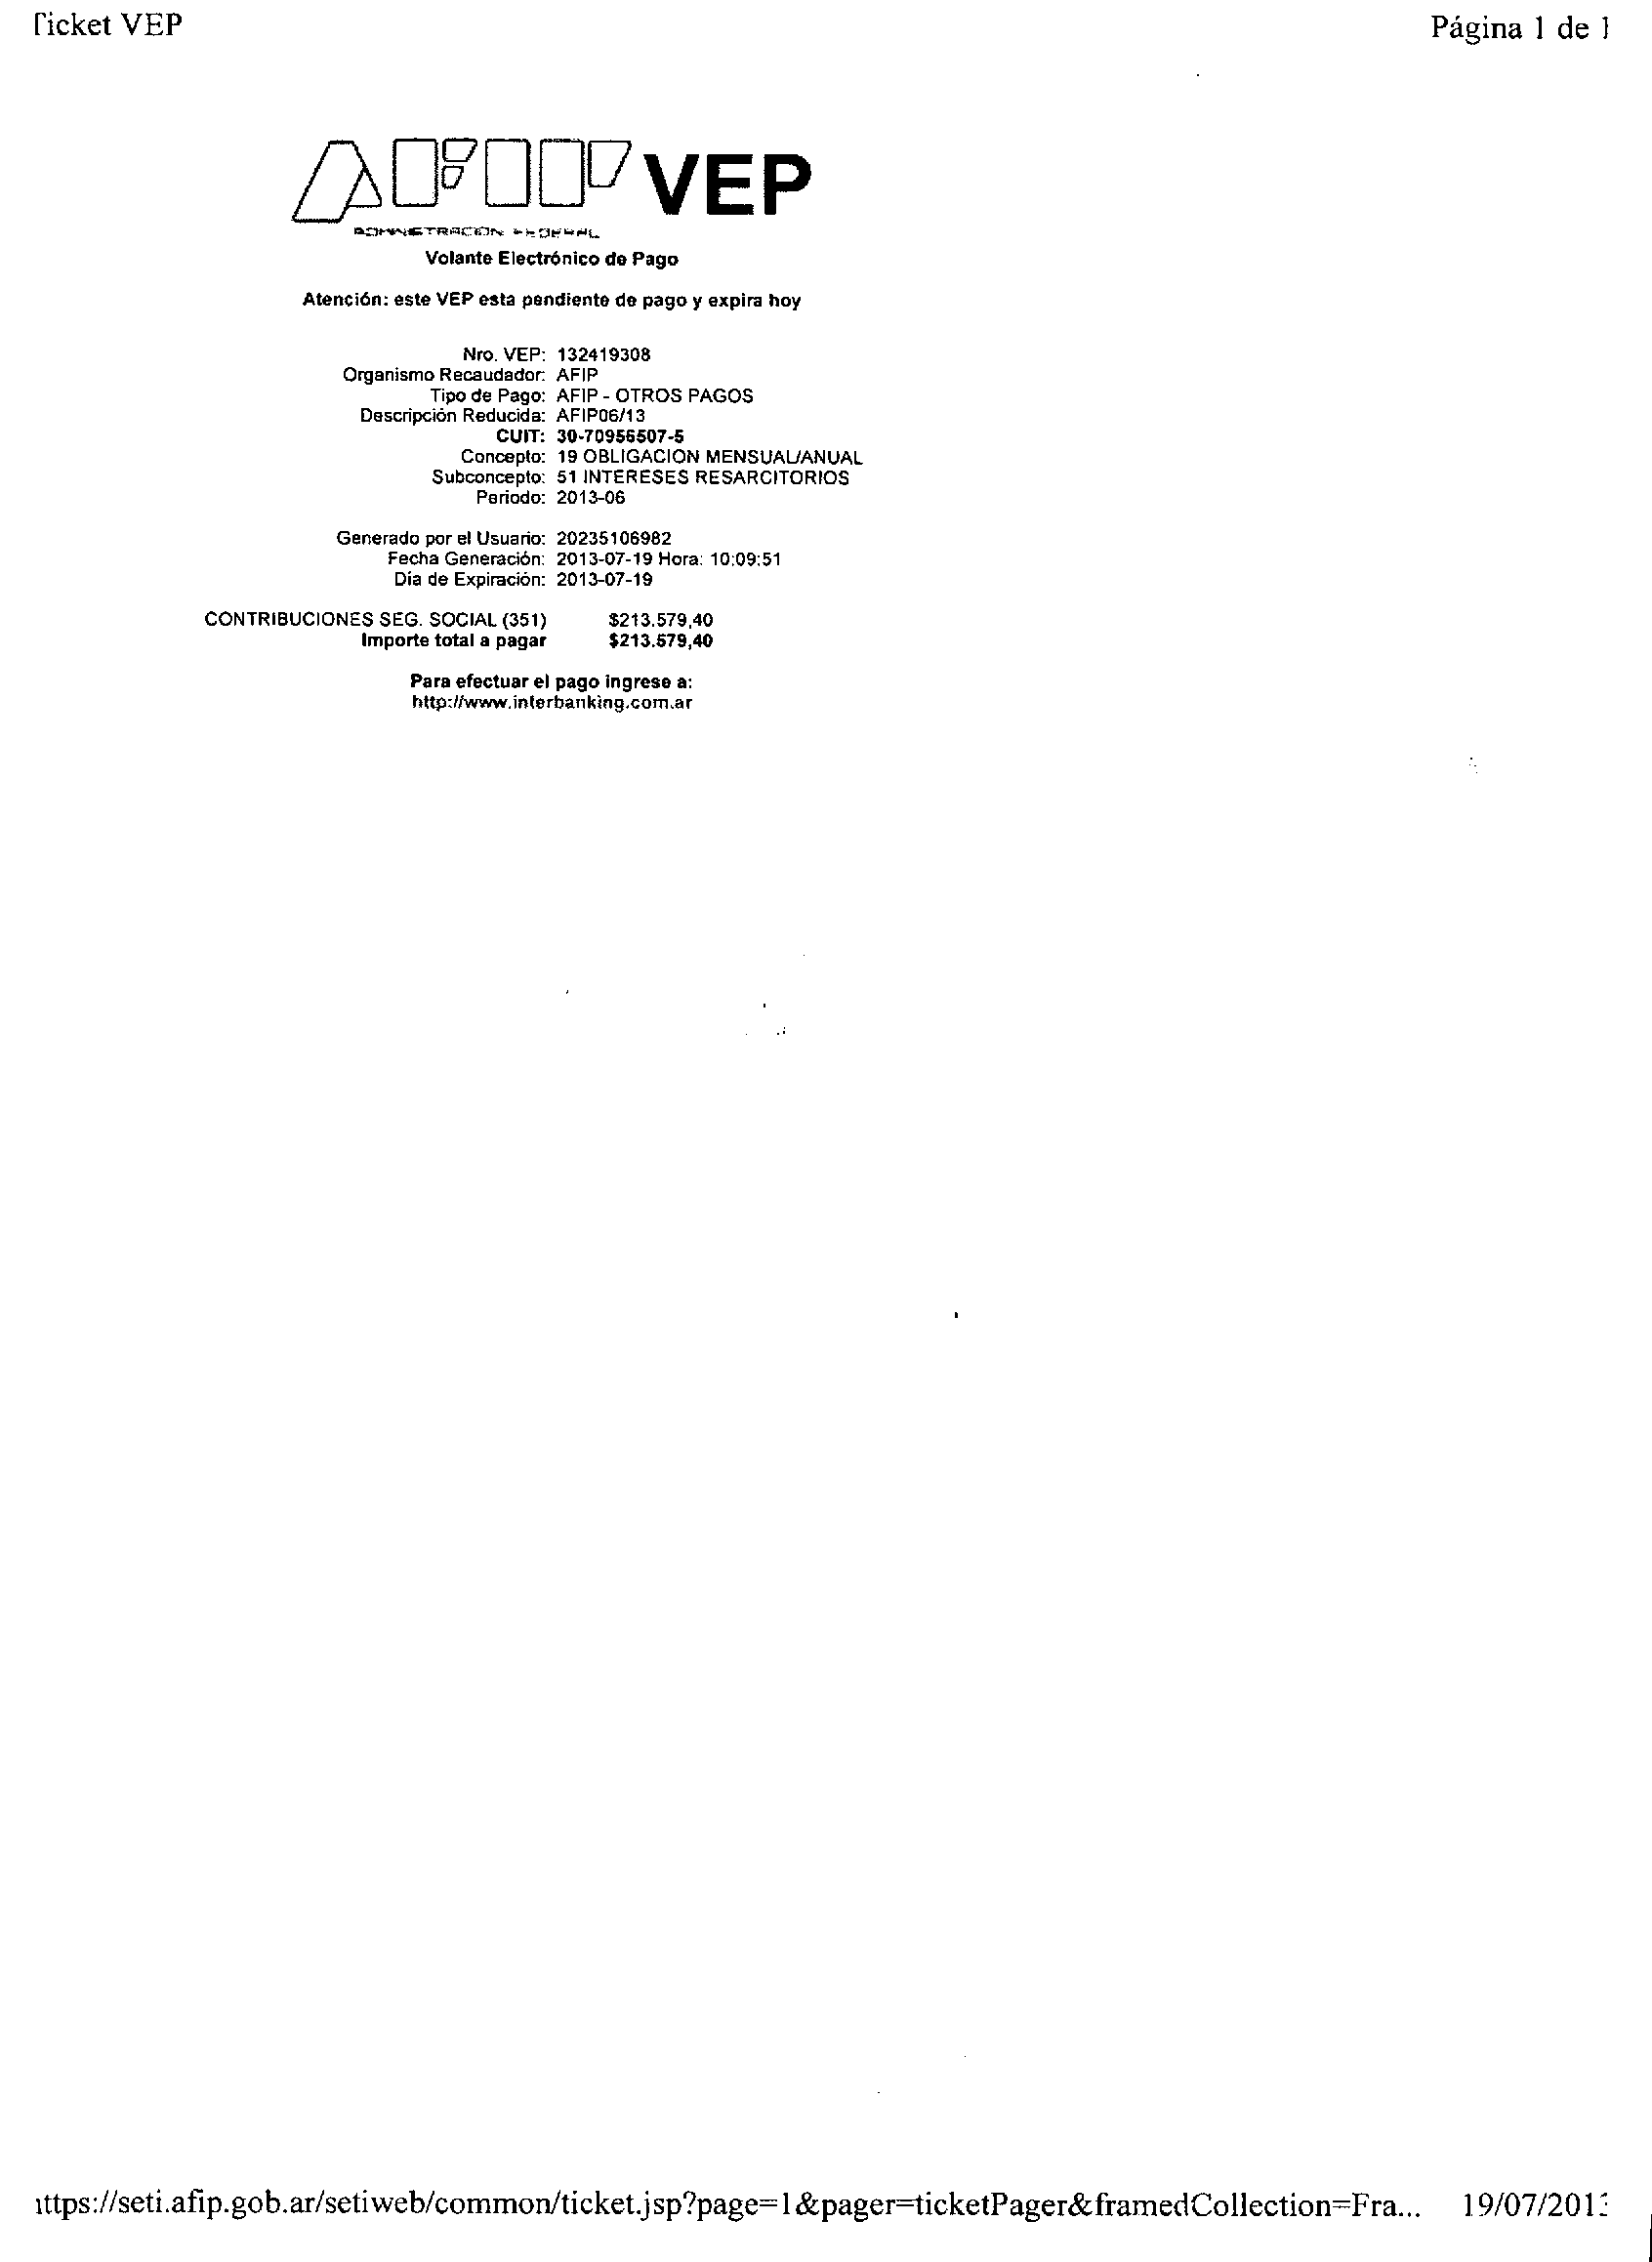 Ticket VEP
Página 1 de 1
AFIP VEP
ADMINISTRACION FEDERAL
Volante Electrónico de Pago
Atención: este VEP esta pendiente de pago y expira hoy
Nro. VEP: 132419308
Organismo Recaudador: AFIP
Tipo de Pago: AFIP - OTROS PAGOS
Descripción Reducida: AFIP06/13
CUIT: 30-70956507-5
Concepto: 19 OBLIGACION MENSUAL/ANUAL
Subconcepto: 51 INTERESES RESARCITORIOS
Periodo: 2013-06
Generado por el Usuario: 20235106982
Fecha Generación: 2013-07-19 Hora: 10:09:51
Día de Expiración: 2013-07-19
CONTRIBUCIONES SEG. SOCIAL (351) $213.579,40
Importe total a pagar $213.579,40
Para efectuar el pago ingrese a:
http://www.interbanking.com.ar
https://seti.afip.gob.ar/setiweb/common/ticket.jsp?page=1&pager=ticketPager&framedCollection=Fra... 19/07/2013